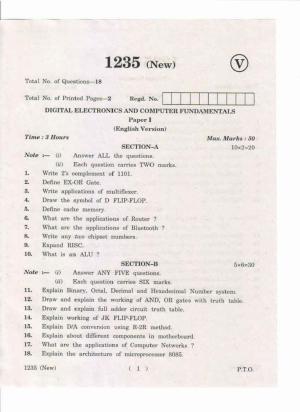 1235 (New)
V
Total No. of Questions—18
Total No. of Printed Pages—2 Regd. No.
DIGITAL ELECTRONICS AND COMPUTER FUNDAMENTALS
Paper I
(English Version)
Time : 3 Hours Max. Marks : 50
SECTION–A 10×2=20
Note :— (i) Answer ALL the questions.
(ii) Each question carries TWO marks.
1. Write 2's complement of 1101.
2. Define EX-OR Gate.
3. Write applications of multiflexer.
4. Draw the symbol of D FLIP-FLOP.
5. Define cache memory.
6. What are the applications of Router ?
7. What are the applications of Bluetooth ?
8. Write any two chipset numbers.
9. Expand RISC.
10. What is an ALU ?
SECTION–B 5×6=30
Note :— (i) Answer ANY FIVE questions.
(ii) Each question carries SIX marks.
11. Explain Binary, Octal, Decimal and Hexadecimal Number system.
12. Draw and explain the working of AND, OR gates with truth table.
13. Draw and explain full adder circuit truth table.
14. Explain working of JK FLIP-FLOP.
15. Explain D/A conversion using R-2R method.
16. Explain about different components in motherboard.
17. What are the applications of Computer Networks ?
18. Explain the architecture of microprocessor 8085.
1235 (New) ( 1 ) P.T.O.